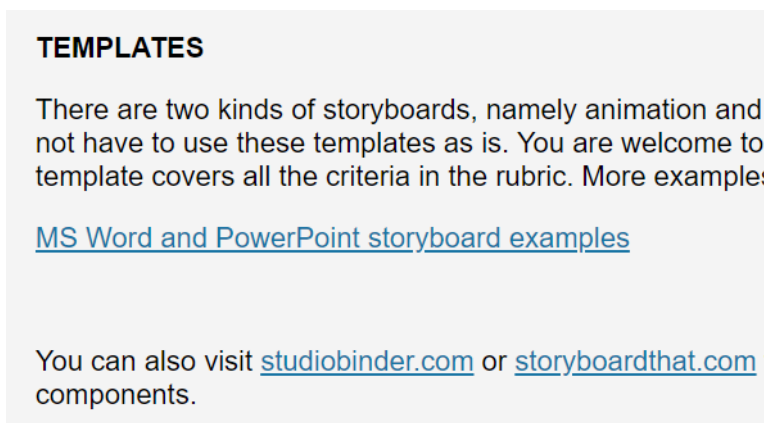 TEMPLATES
There are two kinds of storyboards, namely animation and
not have to use these templates as is. You are welcome to
template covers all the criteria in the rubric. More examples
MS Word and PowerPoint storyboard examples
You can also visit studiobinder.com or storyboardthat.com
components.